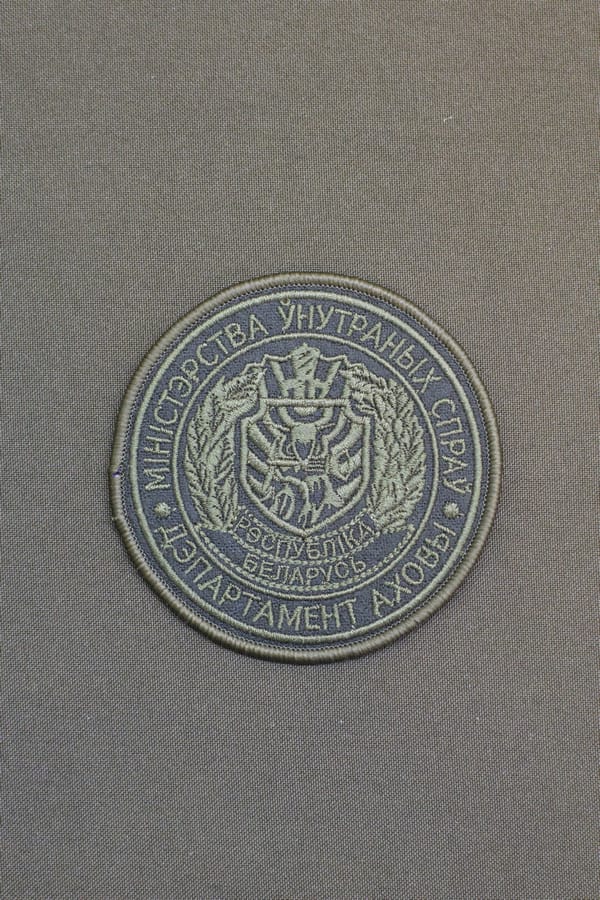 МІНІСТЭРСТВА ЎНУТРАНЫХ СПРАЎ
РЭСПУБЛІКА
БЕЛАРУСЬ
ДЭПАРТАМЕНТ АХОВЫ